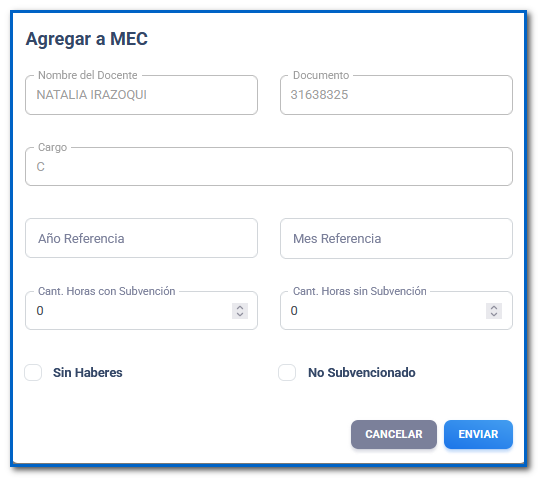 Agregar a MEC
Nombre del Docente
NATALIA IRAZOQUI
Documento
31638325
Cargo
C
Año Referencia
Mes Referencia
Cant. Horas con Subvención
0
Cant. Horas sin Subvención
0
Sin Haberes
No Subvencionado
CANCELAR
ENVIAR